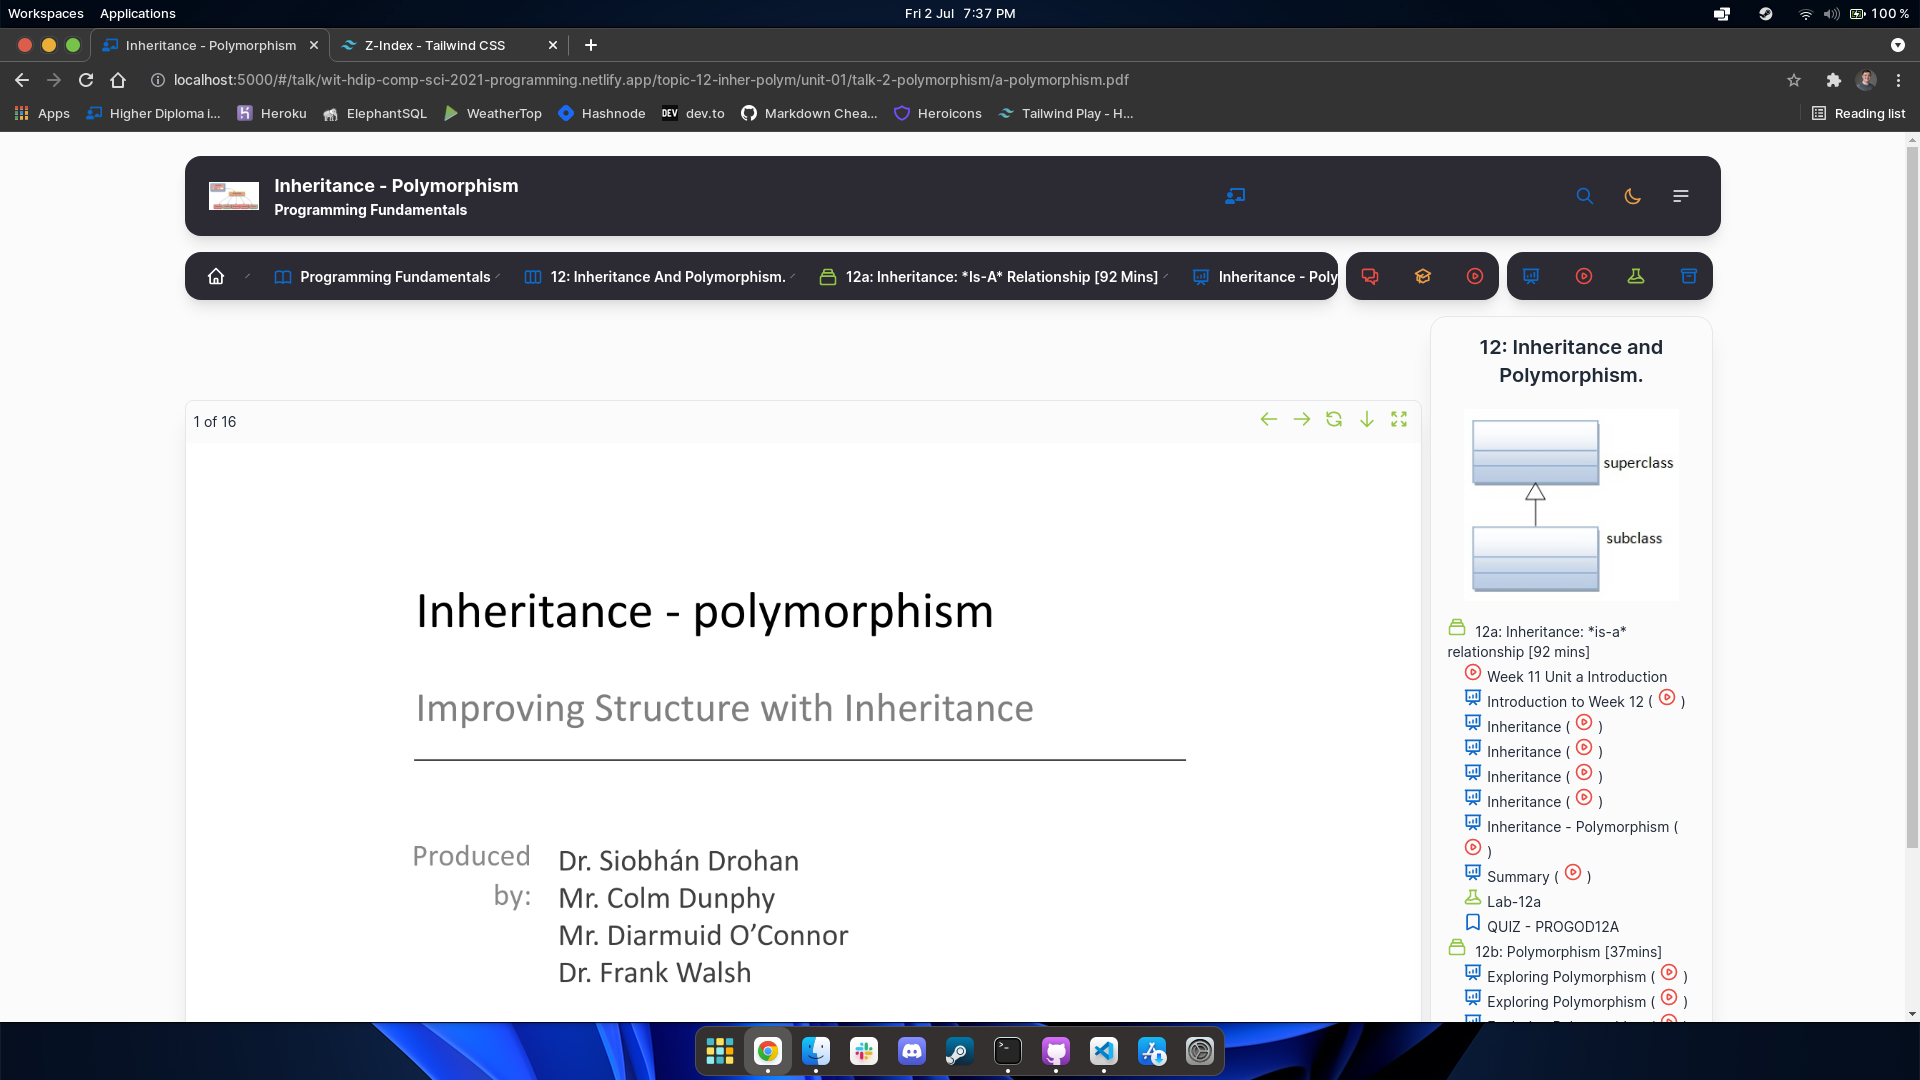 Workspaces Applications Fri 2 Jul 7:37 PM 100 %
Inheritance - Polymorphism Z-Index - Tailwind CSS
localhost:5000/#/talk/wit-hdip-comp-sci-2021-programming.netlify.app/topic-12-inher-polym/unit-01/talk-2-polymorphism/a-polymorphism.pdf
Apps Higher Diploma i... Heroku ElephantSQL WeatherTop Hashnode DEV dev.to Markdown Chea... Heroicons Tailwind Play - H... Reading list
Inheritance - Polymorphism
Programming Fundamentals
Programming Fundamentals 12: Inheritance And Polymorphism. 12a: Inheritance: *Is-A* Relationship [92 Mins] Inheritance - Poly
12: Inheritance and
Polymorphism.
superclass
subclass
1 of 16
Inheritance - polymorphism
Improving Structure with Inheritance
Produced
by:
Dr. Siobhán Drohan
Mr. Colm Dunphy
Mr. Diarmuid O’Connor
Dr. Frank Walsh
12a: Inheritance: *is-a*
relationship [92 mins]
Week 11 Unit a Introduction
Introduction to Week 12 ( )
Inheritance ( )
Inheritance ( )
Inheritance ( )
Inheritance ( )
Inheritance - Polymorphism (
)
Summary ( )
Lab-12a
QUIZ - PROGOD12A
12b: Polymorphism [37mins]
Exploring Polymorphism ( )
Exploring Polymorphism ( )